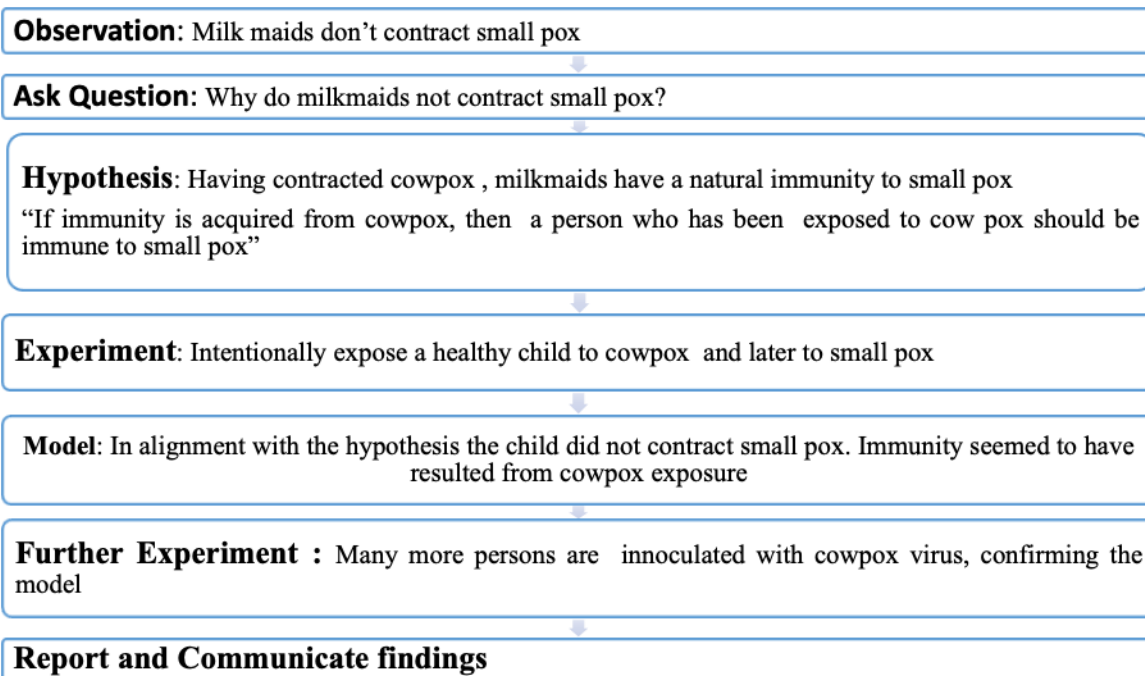 Observation: Milk maids don’t contract small pox
Ask Question: Why do milkmaids not contract small pox?
Hypothesis: Having contracted cowpox , milkmaids have a natural immunity to small pox
“If immunity is acquired from cowpox, then a person who has been exposed to cow pox should be
immune to small pox”
Experiment: Intentionally expose a healthy child to cowpox and later to small pox
Model: In alignment with the hypothesis the child did not contract small pox. Immunity seemed to have
resulted from cowpox exposure
Further Experiment : Many more persons are innoculated with cowpox virus, confirming the
model
Report and Communicate findings